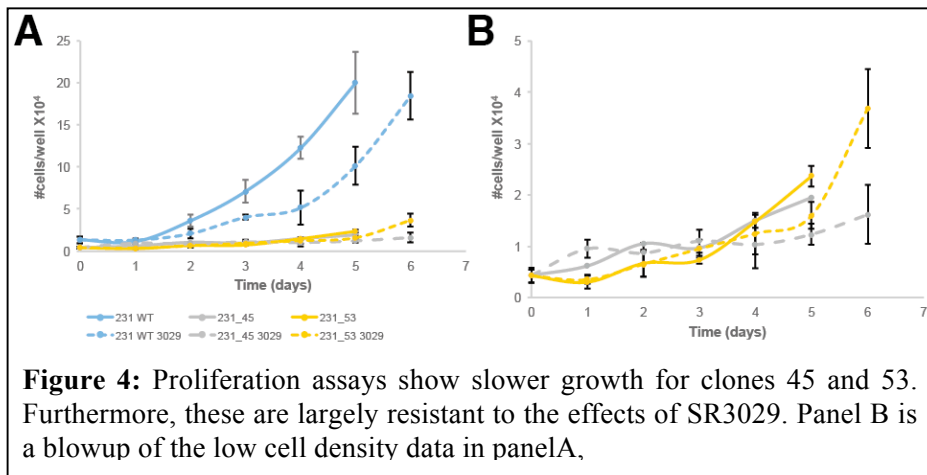 A
B
25
20
15
10
5
0
#cells/well X10⁴
0 1 2 3 4 5 6 7
Time (days)
231 WT 231_45 231_53
231 WT 3029 231_45 3029 231_53 3029
5
4
3
2
1
0
#cells/well X10⁴
0 1 2 3 4 5 6 7
Time (days)
Figure 4: Proliferation assays show slower growth for clones 45 and 53.
Furthermore, these are largely resistant to the effects of SR3029. Panel B is
a blowup of the low cell density data in panelA,